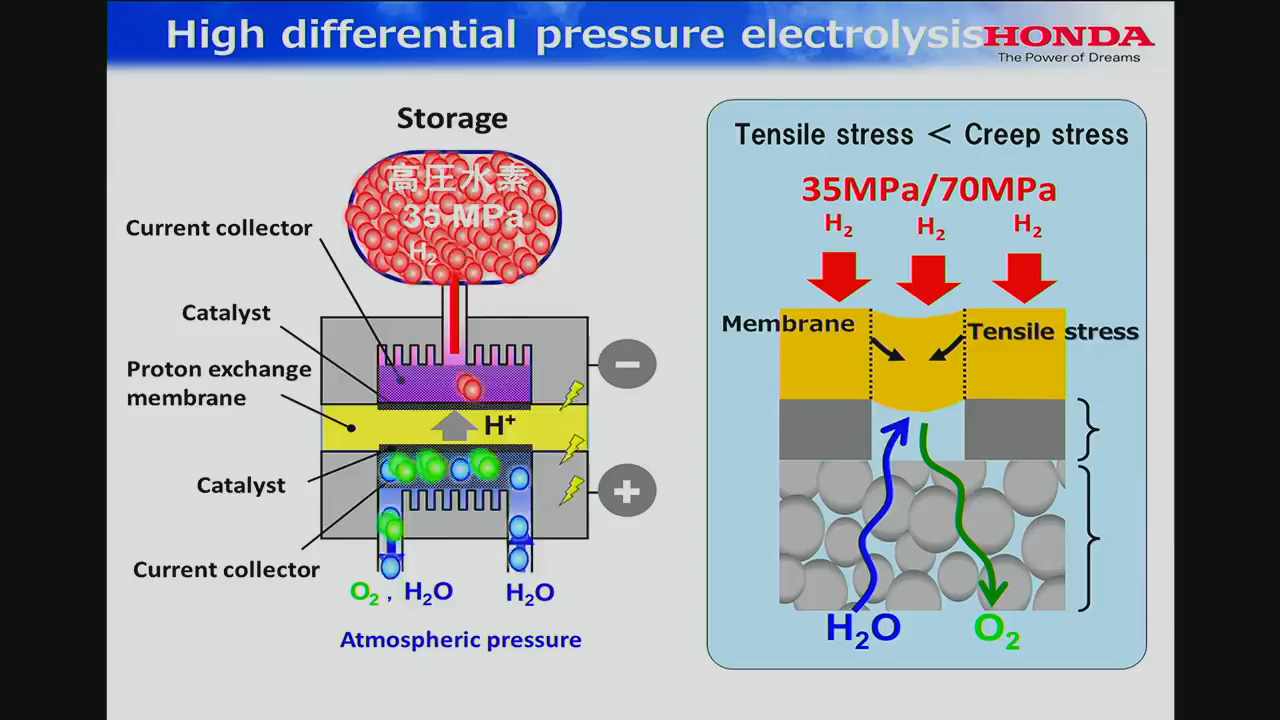 High differential pressure electrolysis
HONDA
The Power of Dreams
Storage
高圧水素
35 MPa
H₂
Current collector
Catalyst
Proton exchange
membrane
H⁺
Catalyst
Current collector
−
+
O₂ , H₂O
H₂O
Atmospheric pressure
Tensile stress < Creep stress
35MPa/70MPa
H₂
H₂
H₂
Membrane
Tensile stress
H₂O
O₂